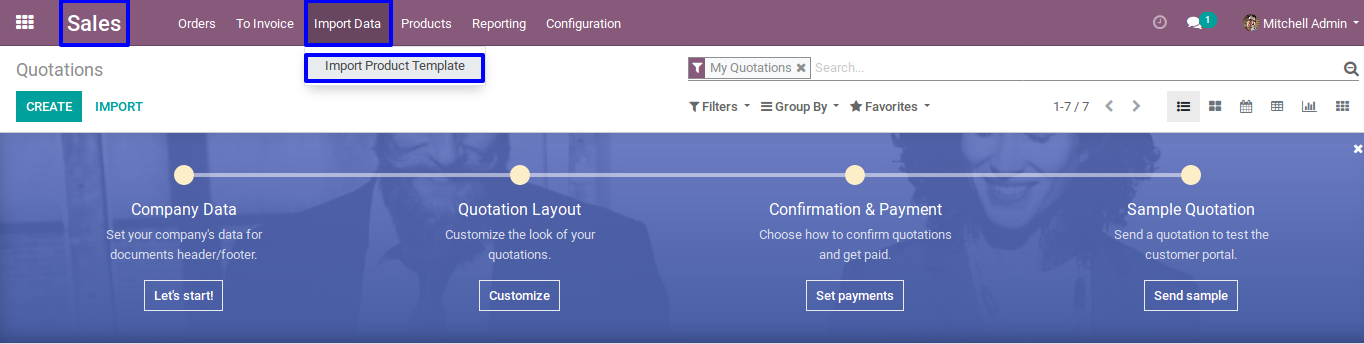 Sales Orders To Invoice Import Data Products Reporting Configuration 1 Mitchell Admin
Import Product Template
Quotations
My Quotations Search...
CREATE IMPORT
Filters Group By Favorites 1-7 / 7
Company Data
Set your company's data for
documents header/footer.
Let's start!
Quotation Layout
Customize the look of your
quotations.
Customize
Confirmation & Payment
Choose how to confirm quotations
and get paid.
Set payments
Sample Quotation
Send a quotation to test the
customer portal.
Send sample